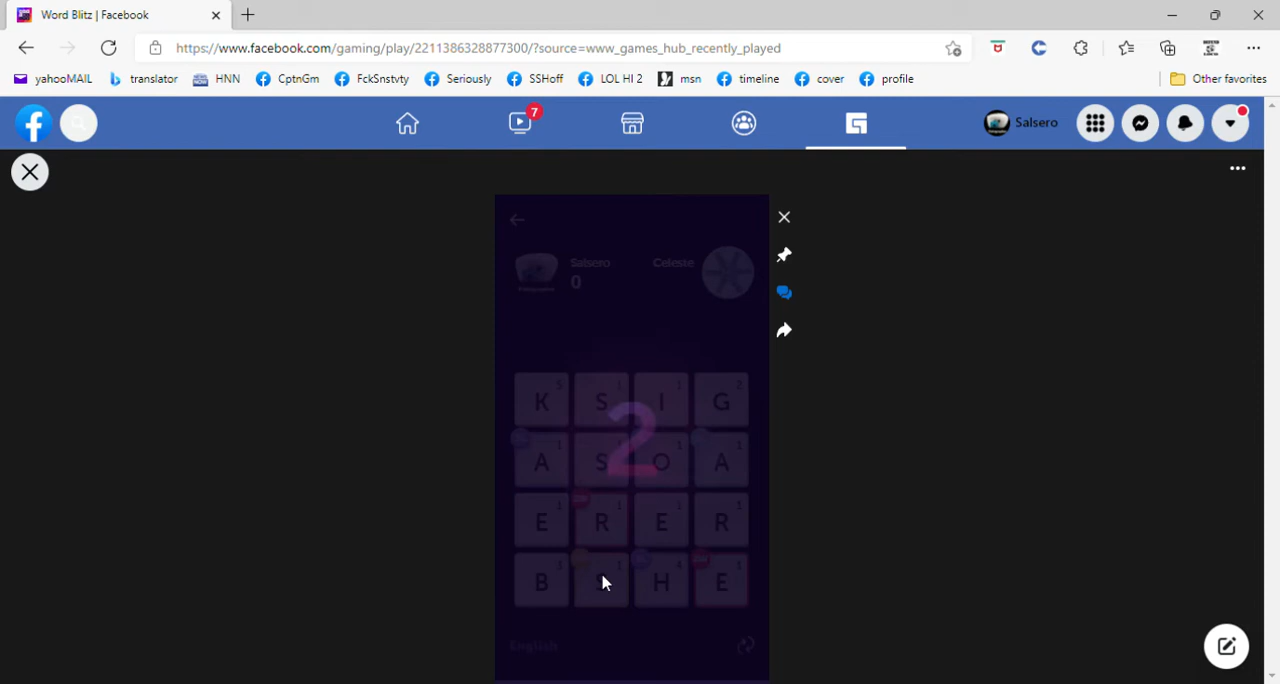 Word Blitz | Facebook
https://www.facebook.com/gaming/play/2211386328877300/?source=www_games_hub_recently_played
yahooMAIL translator HNN CptnGm FckSnstvty Seriously SSHoff LOL HI 2 msn timeline cover profile Other favorites
7 Salsero
Salsero Celeste
0
K S I G
A S O A
E R E R
B S H E
2
English